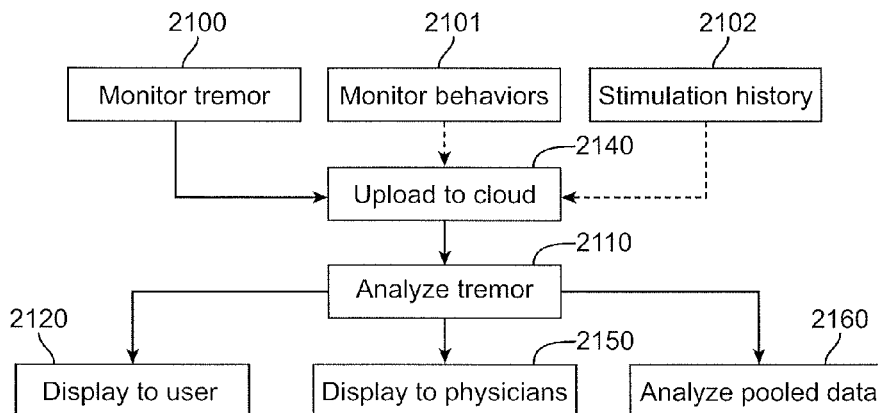 2100
2101
2102
Monitor tremor
Monitor behaviors
Stimulation history
2140
Upload to cloud
2110
Analyze tremor
2120
2150
2160
Display to user
Display to physicians
Analyze pooled data